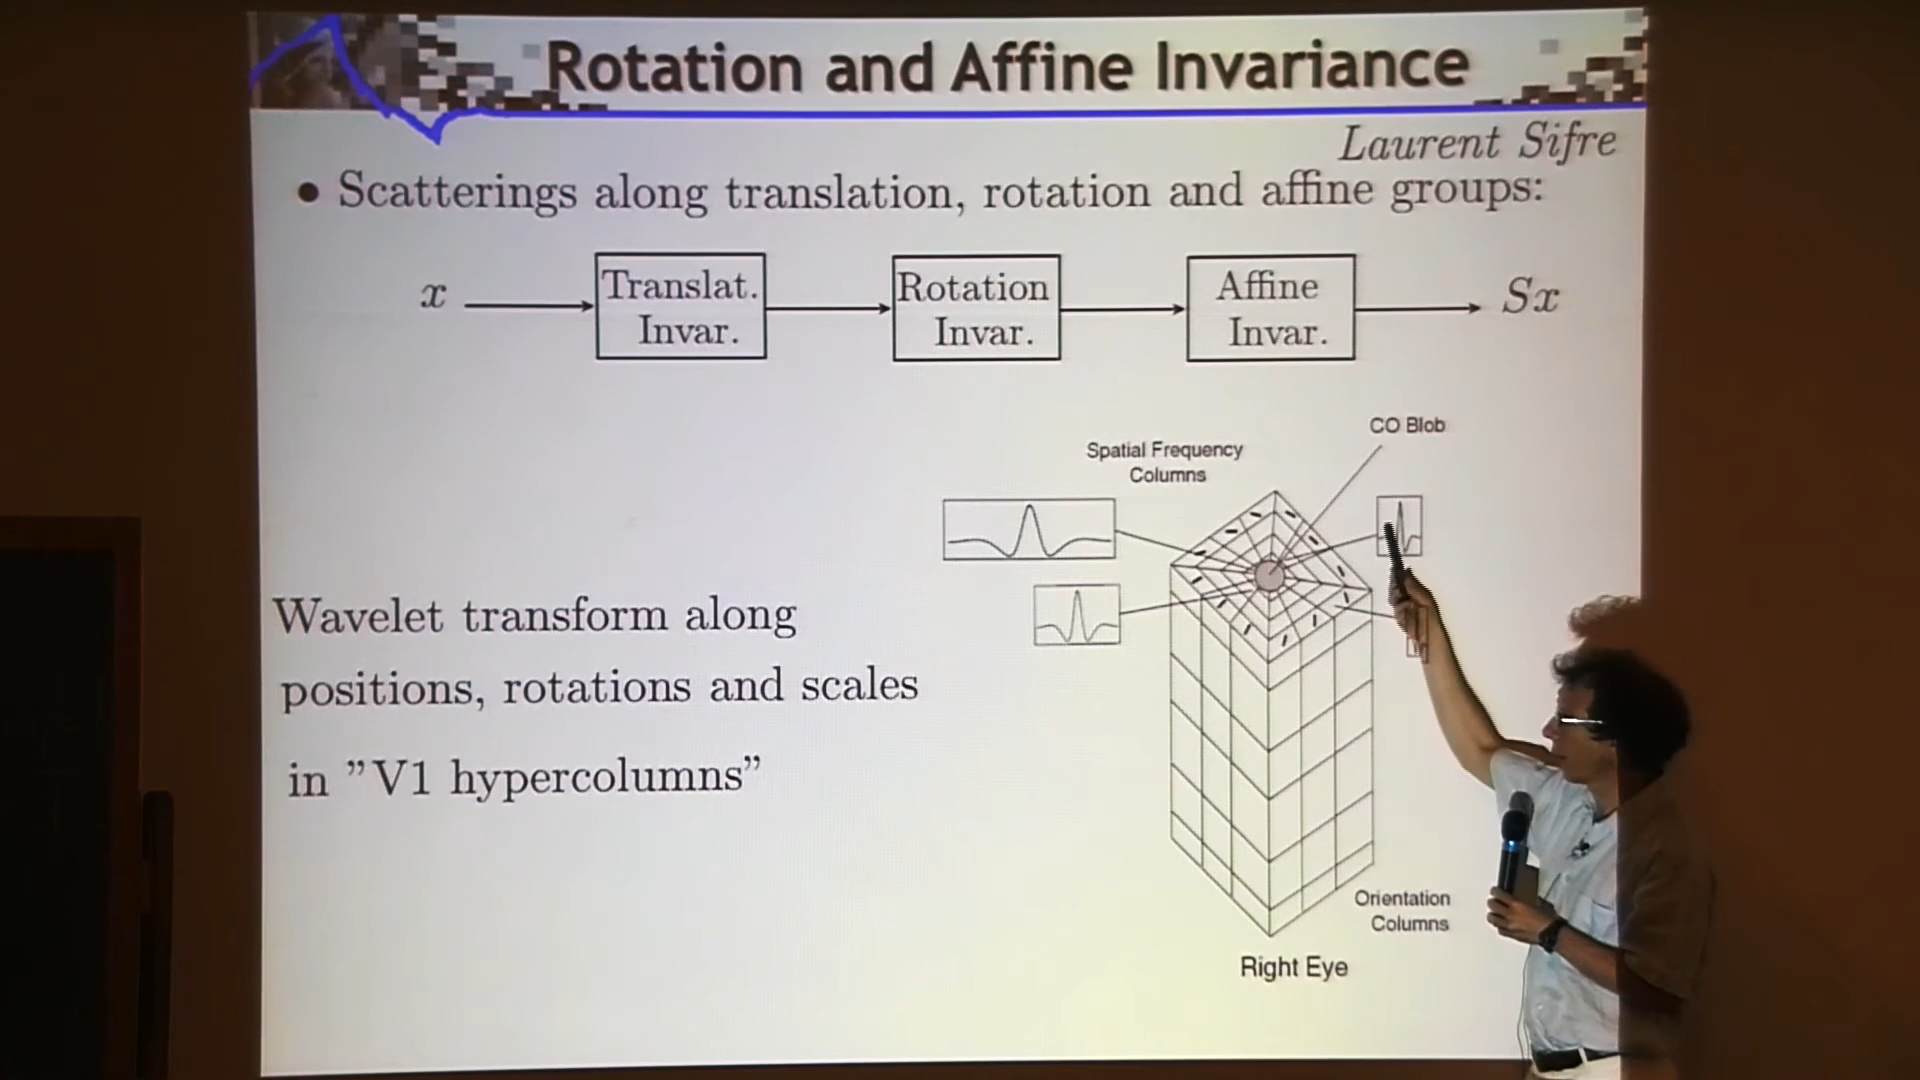 Rotation and Affine Invariance
Laurent Sifre
• Scatterings along translation, rotation and affine groups:
x
Translat.
Invar.
Rotation
Invar.
Affine
Invar.
Sx
CO Blob
Spatial Frequency
Columns
Wavelet transform along
positions, rotations and scales
in "V1 hypercolumns"
Orientation
Columns
Right Eye